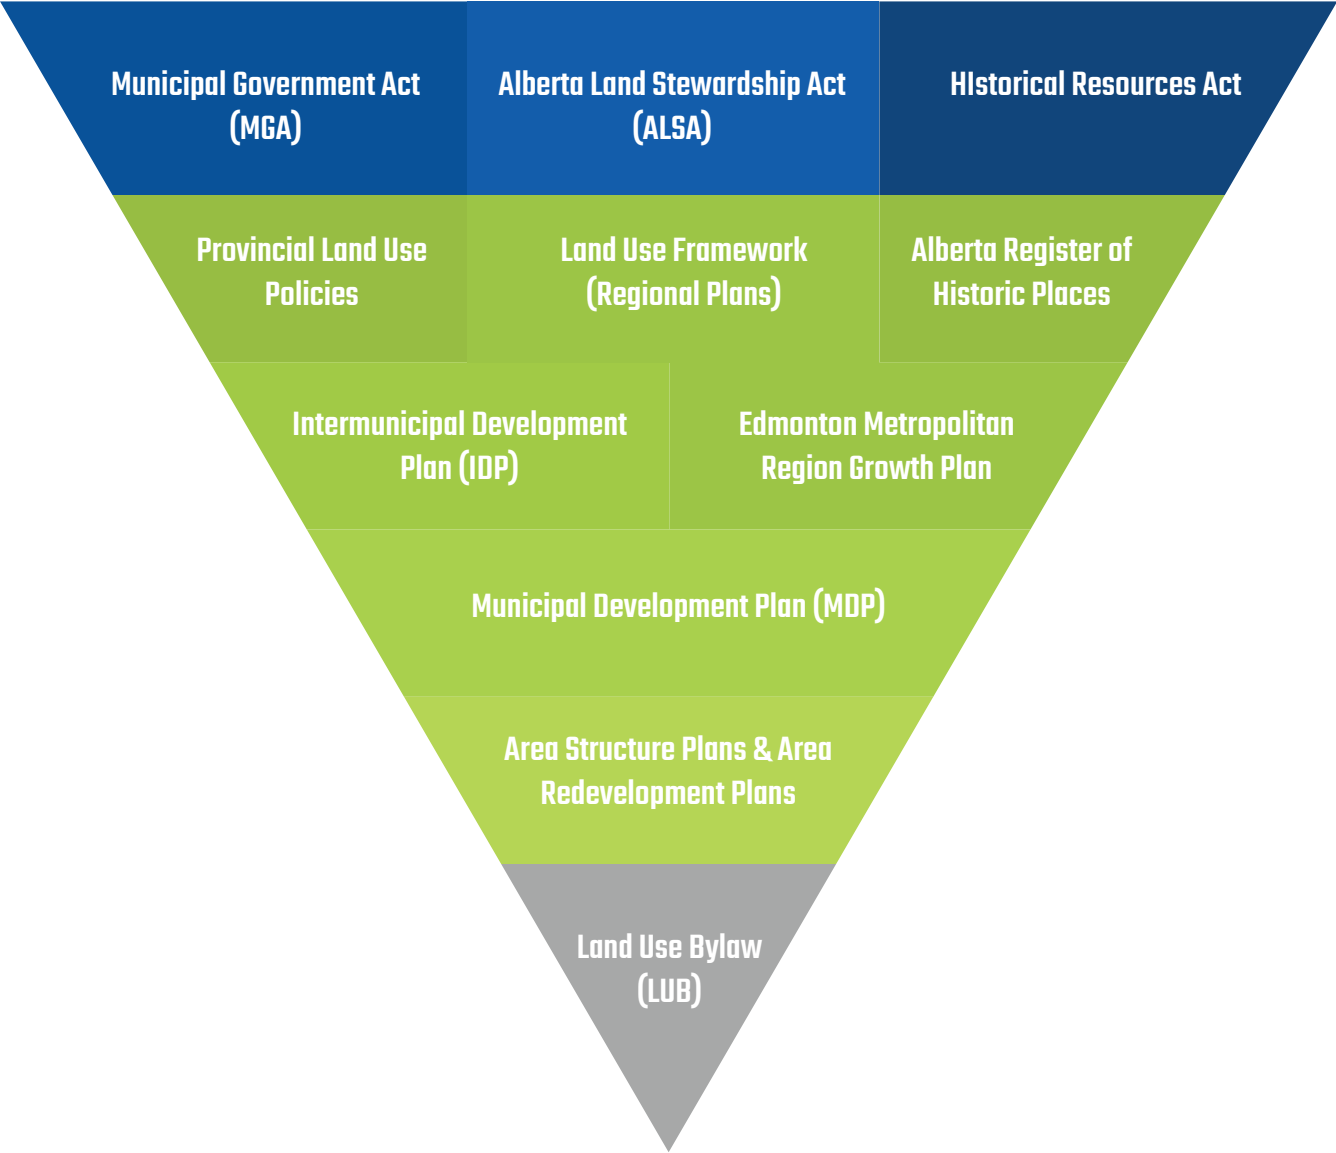 Municipal Government Act
(MGA)
Alberta Land Stewardship Act
(ALSA)
HIstorical Resources Act
Provincial Land Use
Policies
Land Use Framework
(Regional Plans)
Alberta Register of
Historic Places
Intermunicipal Development
Plan (IDP)
Edmonton Metropolitan
Region Growth Plan
Municipal Development Plan (MDP)
Area Structure Plans & Area
Redevelopment Plans
Land Use Bylaw
(LUB)